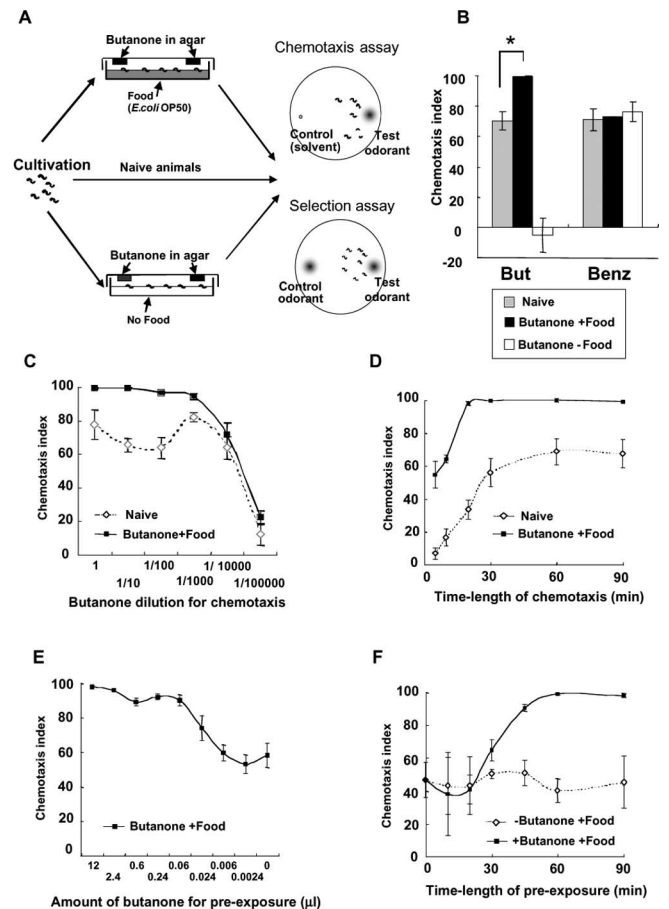 A
Butanone in agar
Food
(E.coli OP50)
Cultivation
Naive animals
Butanone in agar
No Food
Chemotaxis assay
Control
(solvent)
Test
odorant
Selection assay
Control
odorant
Test
odorant
B
Chemotaxis index
100
80
60
40
20
0
-20
*
But
Benz
Naive
Butanone +Food
Butanone - Food
C
Chemotaxis index
100
80
60
40
20
0
Naive
Butanone+Food
1
1/10
1/100
1/1000
1/ 10000
1/100000
Butanone dilution for chemotaxis
D
Chemotaxis index
100
80
60
40
20
0
Naive
Butanone +Food
0
30
60
90
Time-length of chemotaxis (min)
E
Chemotaxis index
100
80
60
40
20
0
Butanone +Food
12
2.4
0.6
0.24
0.06
0.024
0.006
0.0024
0
Amount of butanone for pre-exposure (µl)
F
Chemotaxis index
100
80
60
40
20
0
-Butanone +Food
+Butanone +Food
0
30
60
90
Time-length of pre-exposure (min)